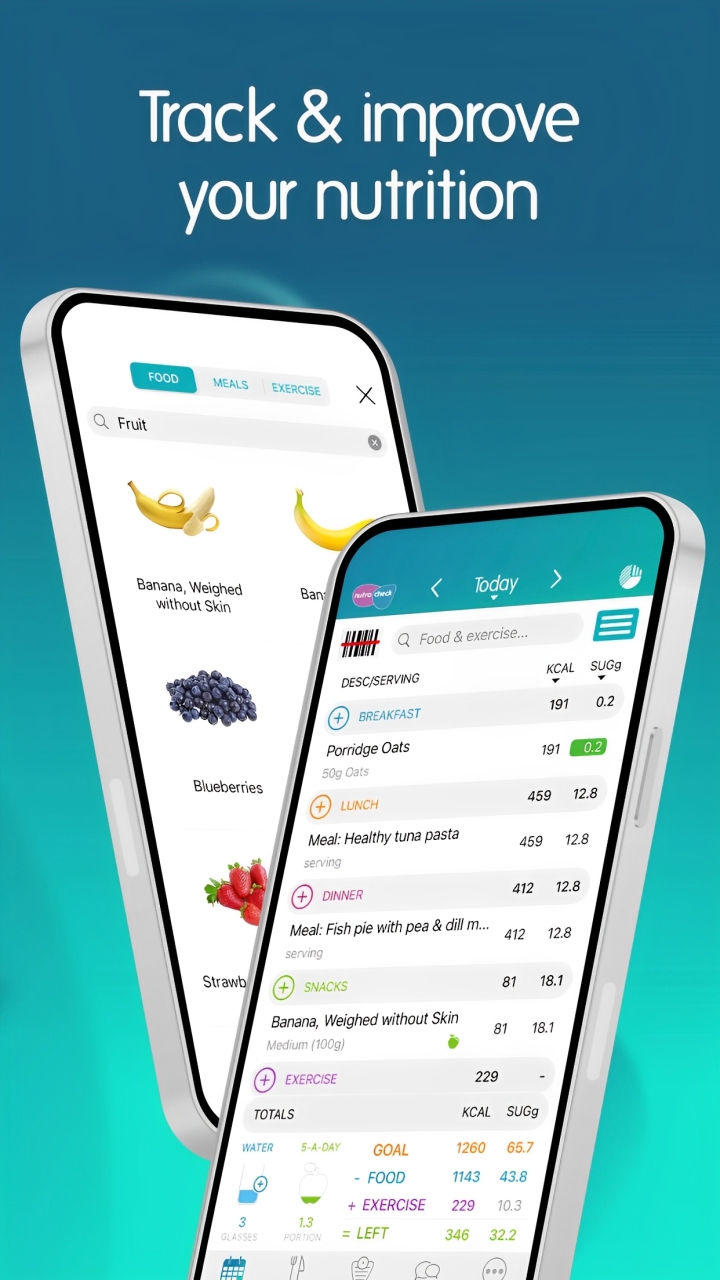 Track & improve
your nutrition
FOOD
MEALS
EXERCISE
Fruit
Banana, Weighed
without Skin
Blueberries
nutra check
Today
Food & exercise...
DESC/SERVING KCAL SUGg
BREAKFAST 191 0.2
Porridge Oats 191 0.2
50g Oats
LUNCH 459 12.8
Meal: Healthy tuna pasta 459 12.8
serving
DINNER 412 12.8
Meal: Fish pie with pea & dill m... 412 12.8
serving
SNACKS 81 18.1
Banana, Weighed without Skin 81 18.1
Medium (100g)
EXERCISE 229 -
TOTALS KCAL SUGg
WATER 5-A-DAY GOAL 1260 65.7
- FOOD 1143 43.8
+ EXERCISE 229 10.3
3 1.3 = LEFT 346 32.2
GLASSES PORTION